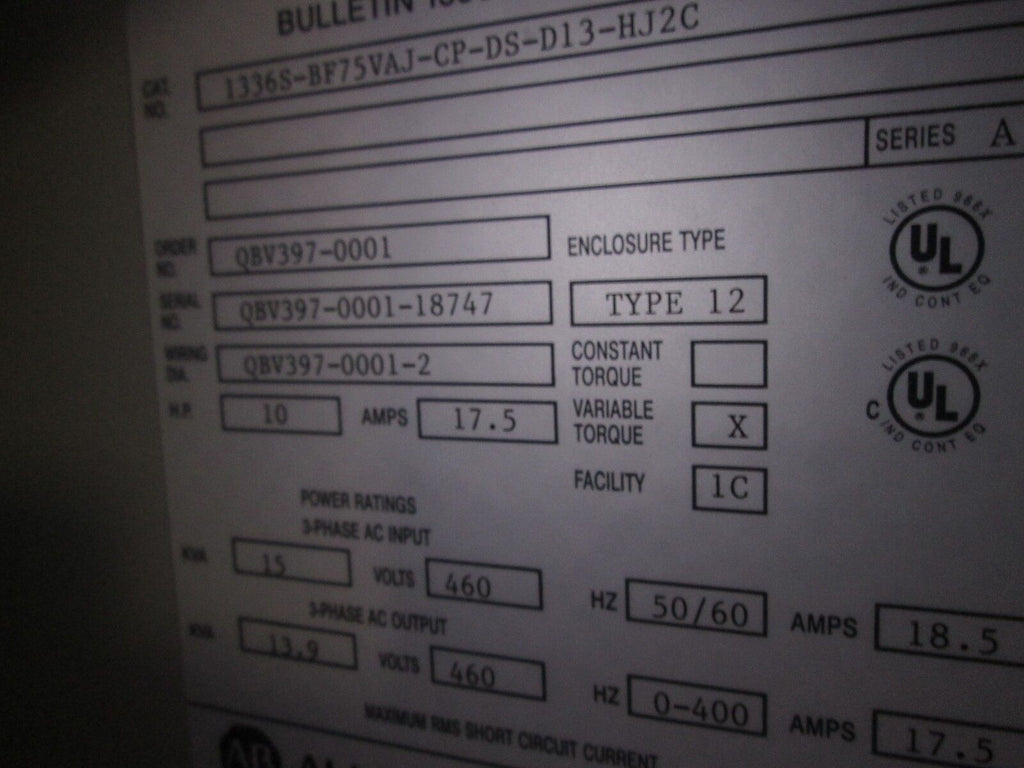 BULLETIN
CAT. NO. 1336S-BF75VAJ-CP-DS-D13-HJ2C
SERIES A
ORDER NO. QBV397-0001
ENCLOSURE TYPE
SERIAL NO. QBV397-0001-18747
TYPE 12
WIRING DIA. QBV397-0001-2
CONSTANT TORQUE
H.P. 10 AMPS 17.5
VARIABLE TORQUE X
FACILITY 1C
LISTED 968X
UL
IND CONT EQ
LISTED 968X
C UL
IND CONT EQ
POWER RATINGS
3-PHASE AC INPUT
KVA 15 VOLTS 460 HZ 50/60 AMPS 18.5
3-PHASE AC OUTPUT
KVA 13.9 VOLTS 460 HZ 0-400 AMPS 17.5
MAXIMUM RMS SHORT CIRCUIT CURRENT
AB